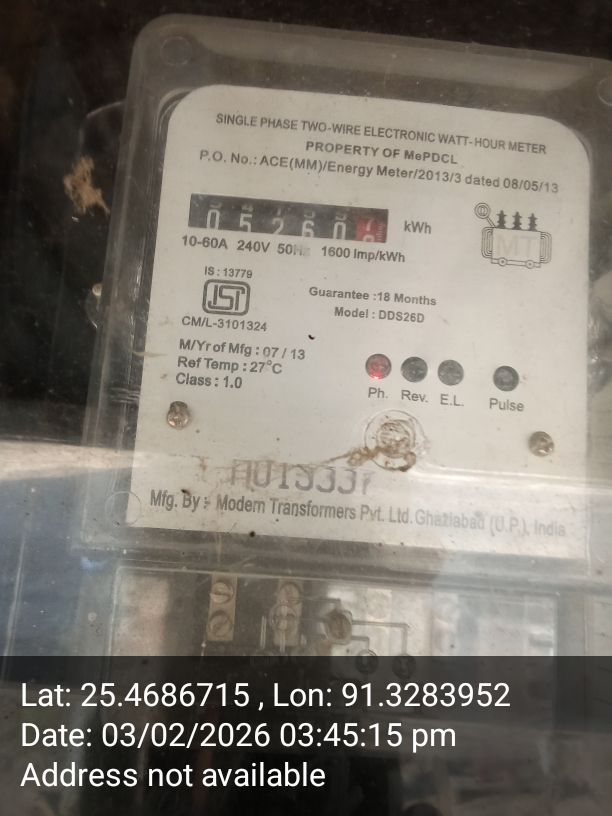 SINGLE PHASE TWO-WIRE ELECTRONIC WATT-HOUR METER
PROPERTY OF MePDCL
P.O. No.: ACE(MM)/Energy Meter/2013/3 dated 08/05/13
0 5 2 6 0 kWh
10-60A 240V 50Hz 1600 imp/kWh
MT
IS : 13779
ISI
CM/L-3101324
Guarantee :18 Months
Model : DDS26D
M/Yr of Mfg : 07 / 13
Ref Temp : 27°C
Class : 1.0
Ph. Rev. E.L. Pulse
Mfg. By :- Modern Transformers Pvt. Ltd. Ghaziabad (U.P.), India
Lat: 25.4686715 , Lon: 91.3283952
Date: 03/02/2026 03:45:15 pm
Address not available